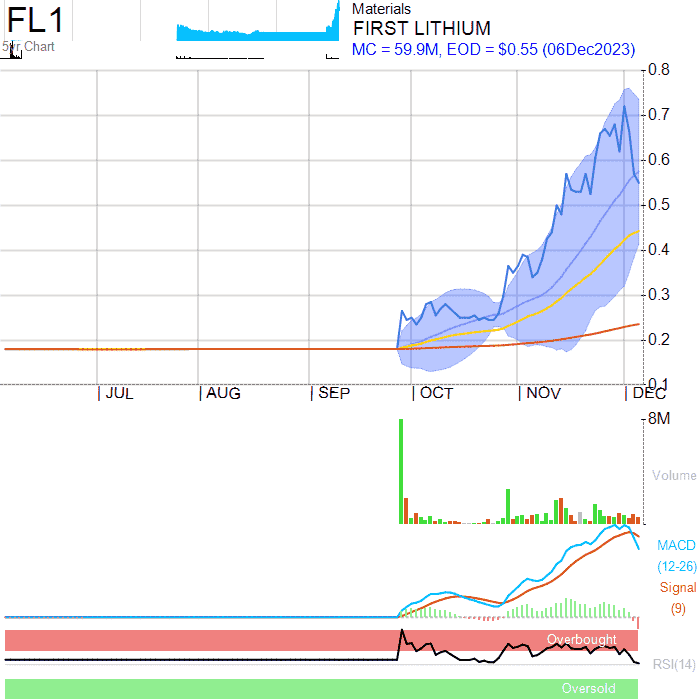 FL1
5yr Chart
Materials
FIRST LITHIUM
MC = 59.9M, EOD = $0.55 (06Dec2023)
0.8
0.7
0.6
0.5
0.4
0.3
0.2
0.1
JUL AUG SEP OCT NOV DEC
8M
Volume
MACD
(12-26)
Signal
(9)
Overbought
RSI(14)
Oversold